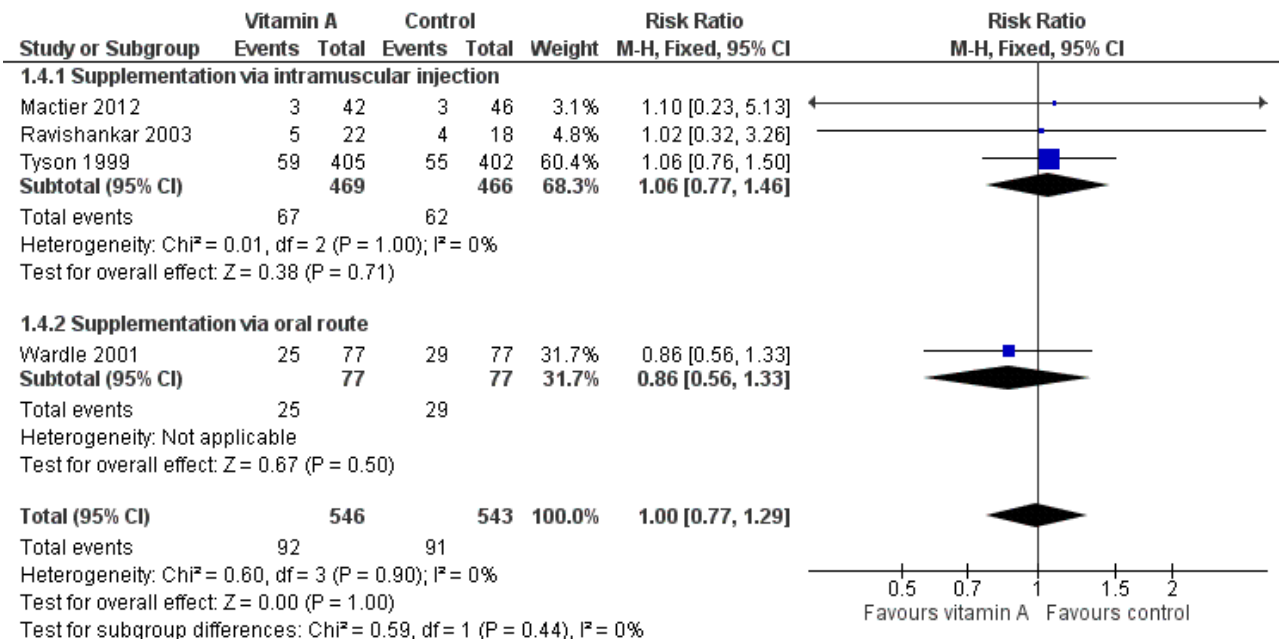 Vitamin A Control Risk Ratio Risk Ratio
Study or Subgroup Events Total Events Total Weight M-H, Fixed, 95% CI M-H, Fixed, 95% CI
1.4.1 Supplementation via intramuscular injection
Mactier 2012 3 42 3 46 3.1% 1.10 [0.23, 5.13]
Ravishankar 2003 5 22 4 18 4.8% 1.02 [0.32, 3.26]
Tyson 1999 59 405 55 402 60.4% 1.06 [0.76, 1.50]
Subtotal (95% CI) 469 466 68.3% 1.06 [0.77, 1.46]
Total events 67 62
Heterogeneity: Chi² = 0.01, df = 2 (P = 1.00); I² = 0%
Test for overall effect: Z = 0.38 (P = 0.71)
1.4.2 Supplementation via oral route
Wardle 2001 25 77 29 77 31.7% 0.86 [0.56, 1.33]
Subtotal (95% CI) 77 77 31.7% 0.86 [0.56, 1.33]
Total events 25 29
Heterogeneity: Not applicable
Test for overall effect: Z = 0.67 (P = 0.50)
Total (95% CI) 546 543 100.0% 1.00 [0.77, 1.29]
Total events 92 91
Heterogeneity: Chi² = 0.60, df = 3 (P = 0.90); I² = 0%
Test for overall effect: Z = 0.00 (P = 1.00)
Test for subgroup differences: Chi² = 0.59, df = 1 (P = 0.44), I² = 0%
0.5 0.7 1 1.5 2
Favours vitamin A Favours control